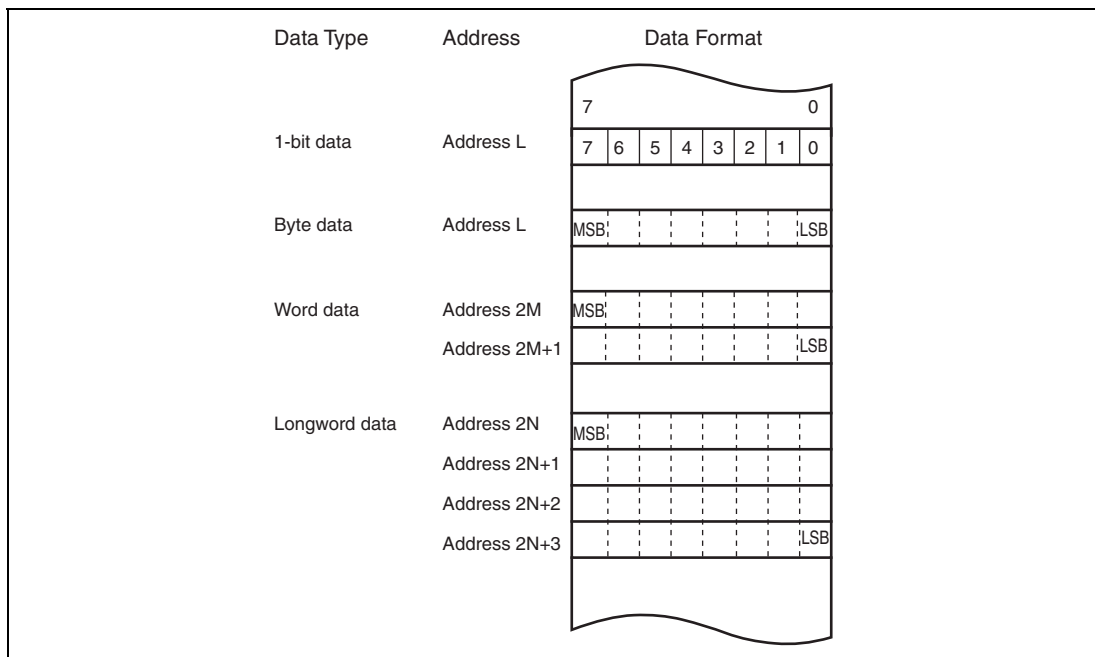 Data Type Address Data Format
7 0
1-bit data Address L 7 6 5 4 3 2 1 0
Byte data Address L MSB LSB
Word data Address 2M MSB
Address 2M+1 LSB
Longword data Address 2N MSB
Address 2N+1
Address 2N+2
Address 2N+3 LSB